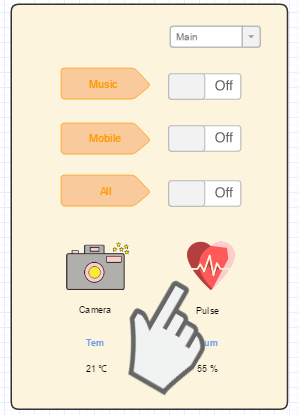 Main
Music Off
Mobile Off
All Off
Camera Pulse
Tem um
21 °C 55 %